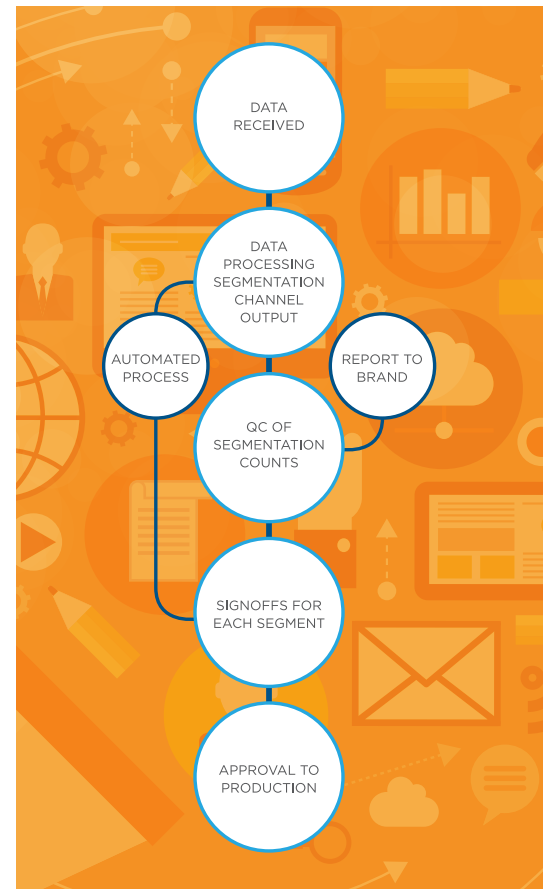 DATA
RECEIVED
DATA
PROCESSING
SEGMENTATION
CHANNEL
OUTPUT
AUTOMATED
PROCESS
REPORT TO
BRAND
QC OF
SEGMENTATION
COUNTS
SIGNOFFS FOR
EACH SEGMENT
APPROVAL TO
PRODUCTION